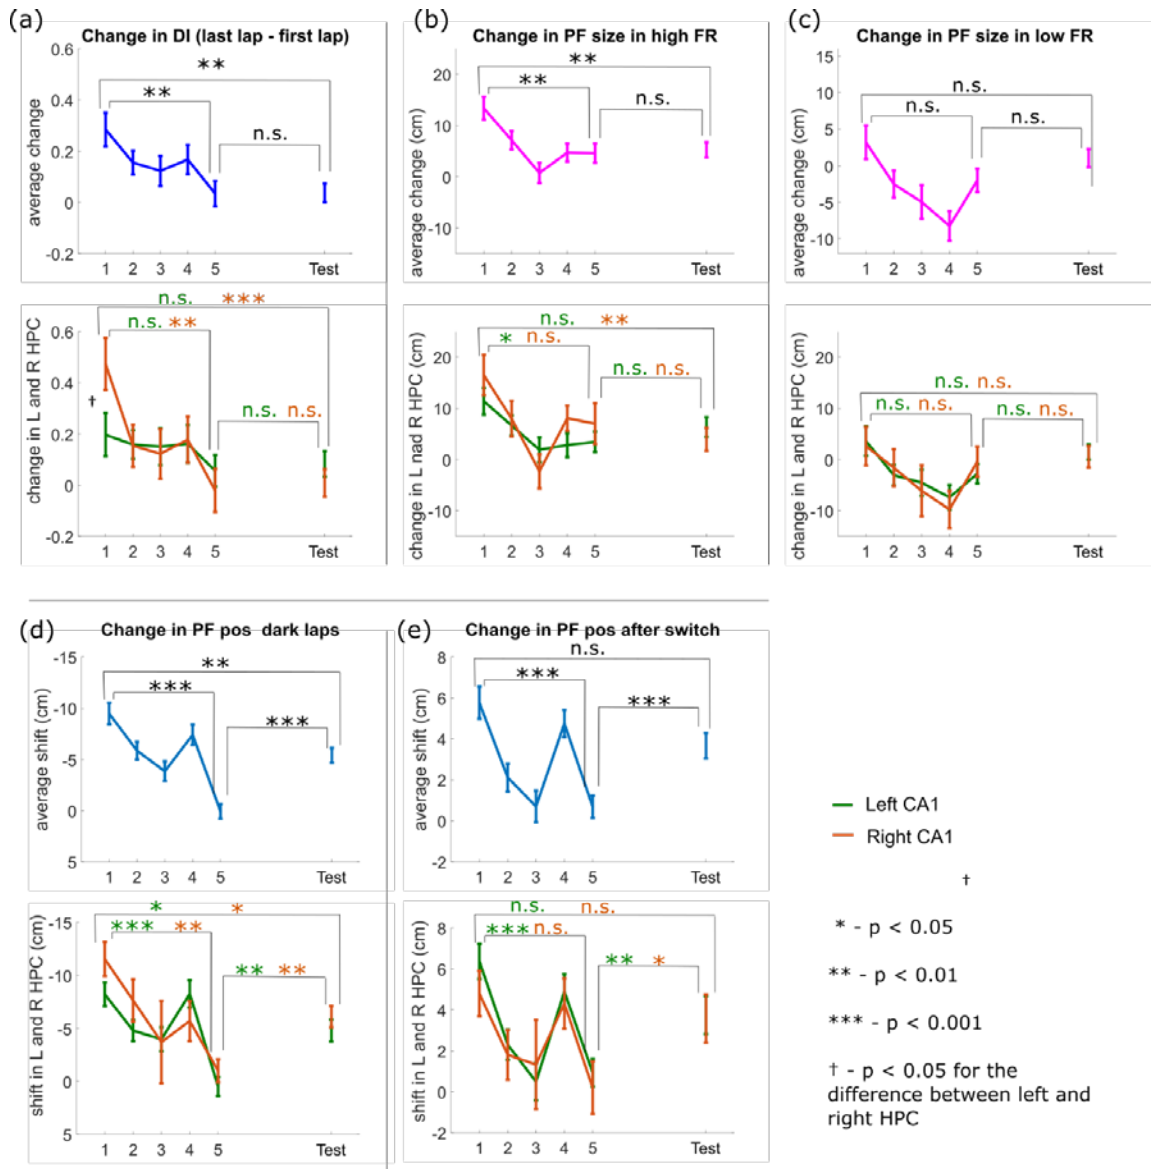 (a)
Change in DI (last lap - first lap)
0.6
0.4
0.2
0
-0.2
average change
**
**
n.s.
1 2 3 4 5 Test
(b)
Change in PF size in high FR
20
10
0
-10
average change (cm)
**
**
n.s.
1 2 3 4 5 Test
(c)
Change in PF size in low FR
15
10
5
0
-5
-10
average change (cm)
n.s.
n.s.
n.s.
1 2 3 4 5 Test
n.s. ***
n.s. **
n.s. n.s.
0.6
0.4
0.2
0
-0.2
†
change in L and R HPC
1 2 3 4 5 Test
n.s. **
* n.s.
n.s. n.s.
20
10
0
-10
change in L nad R HPC (cm)
1 2 3 4 5 Test
n.s. n.s.
n.s. n.s.
n.s. n.s.
20
10
0
-10
change in L and R HPC (cm)
1 2 3 4 5 Test
(d)
Change in PF pos dark laps
-15
-10
-5
0
5
average shift (cm)
**
***
***
1 2 3 4 5 Test
(e)
Change in PF pos after switch
8
6
4
2
0
-2
average shift (cm)
n.s.
***
***
1 2 3 4 5 Test
* *
*** **
** **
-15
-10
-5
0
5
shift in L and R HPC (cm)
1 2 3 4 5 Test
n.s. n.s.
*** n.s.
** *
8
6
4
2
0
-2
shift in L and R HPC (cm)
1 2 3 4 5 Test
Left CA1
Right CA1
†
* - p < 0.05
** - p < 0.01
*** - p < 0.001
† - p < 0.05 for the
difference between left and
right HPC